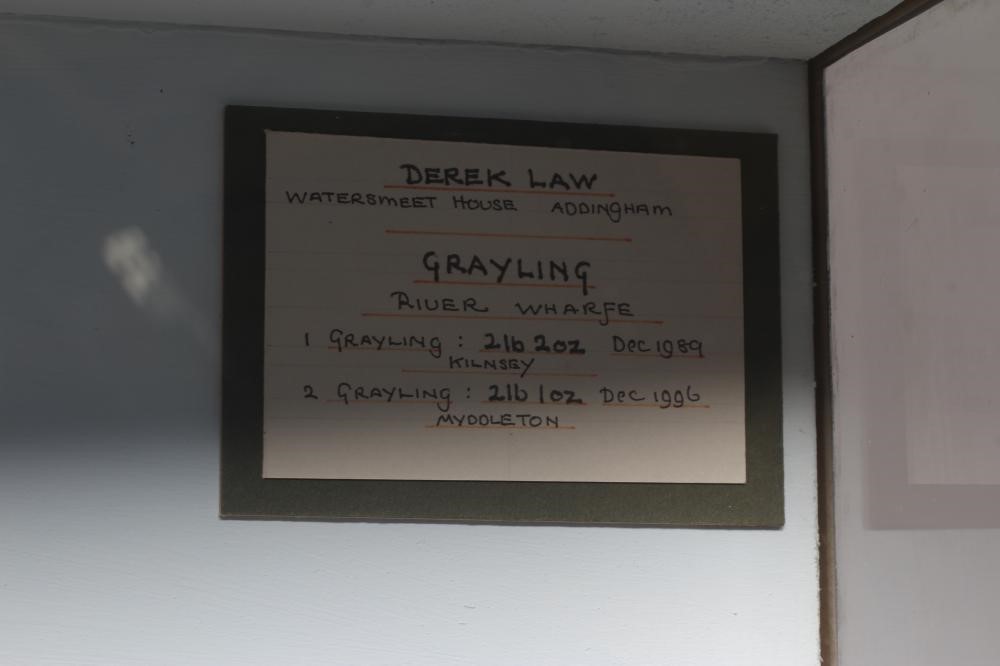 DEREK LAW
WATERSMEET HOUSE ADDINGHAM
GRAYLING
RIVER WHARFE
1 GRAYLING : 2lb 2oz Dec 1989
KILNSEY
2 GRAYLING : 2lb 1oz Dec 1996
MYDDLETON